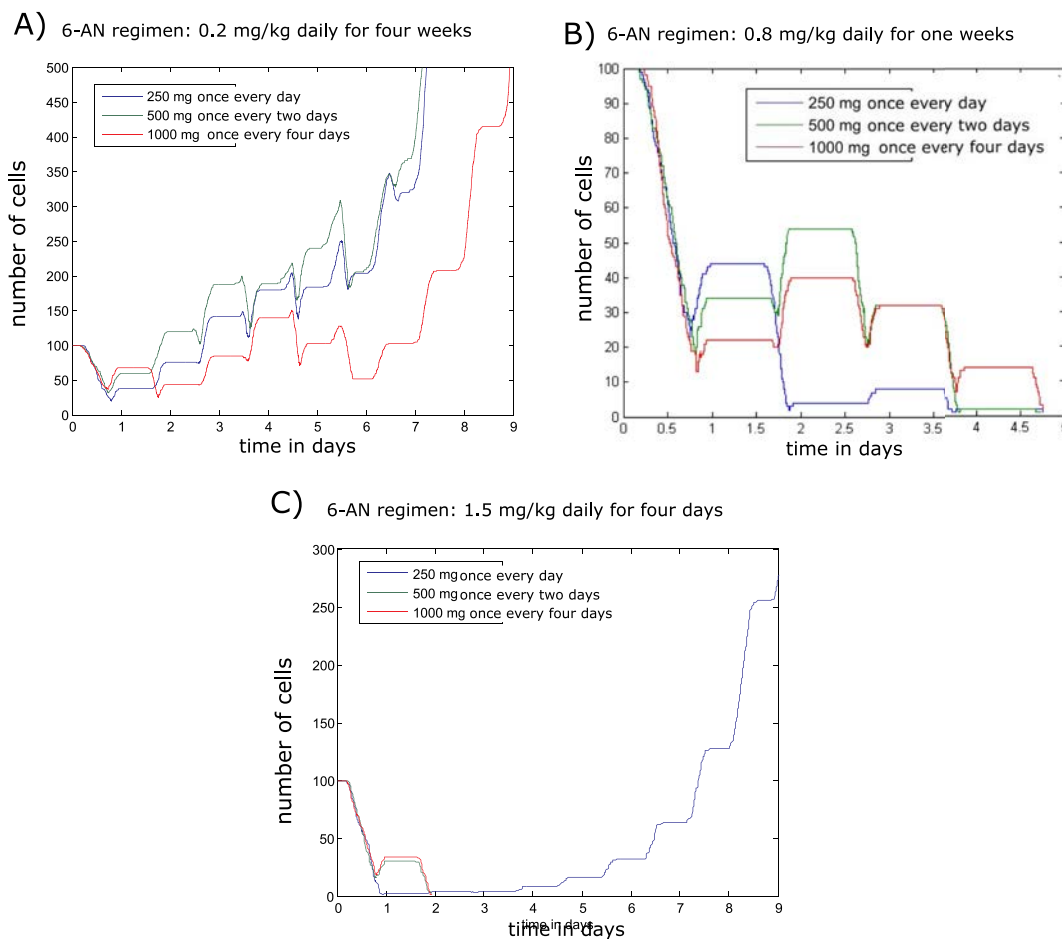 A) 6-AN regimen: 0.2 mg/kg daily for four weeks
500
450
400
350
300
250
200
150
100
50
0
number of cells
250 mg once every day
500 mg once every two days
1000 mg once every four days
0 1 2 3 4 5 6 7 8 9
time in days
B) 6-AN regimen: 0.8 mg/kg daily for one weeks
100
90
80
70
60
50
40
30
20
10
0
number of cells
250 mg once every day
500 mg once every two days
1000 mg once every four days
0 0.5 1 1.5 2 2.5 3 3.5 4 4.5 5
time in days
C) 6-AN regimen: 1.5 mg/kg daily for four days
300
250
200
150
100
50
0
number of cells
250 mg once every day
500 mg once every two days
1000 mg once every four days
0 1 2 3 4 5 6 7 8 9
time in days
time in days